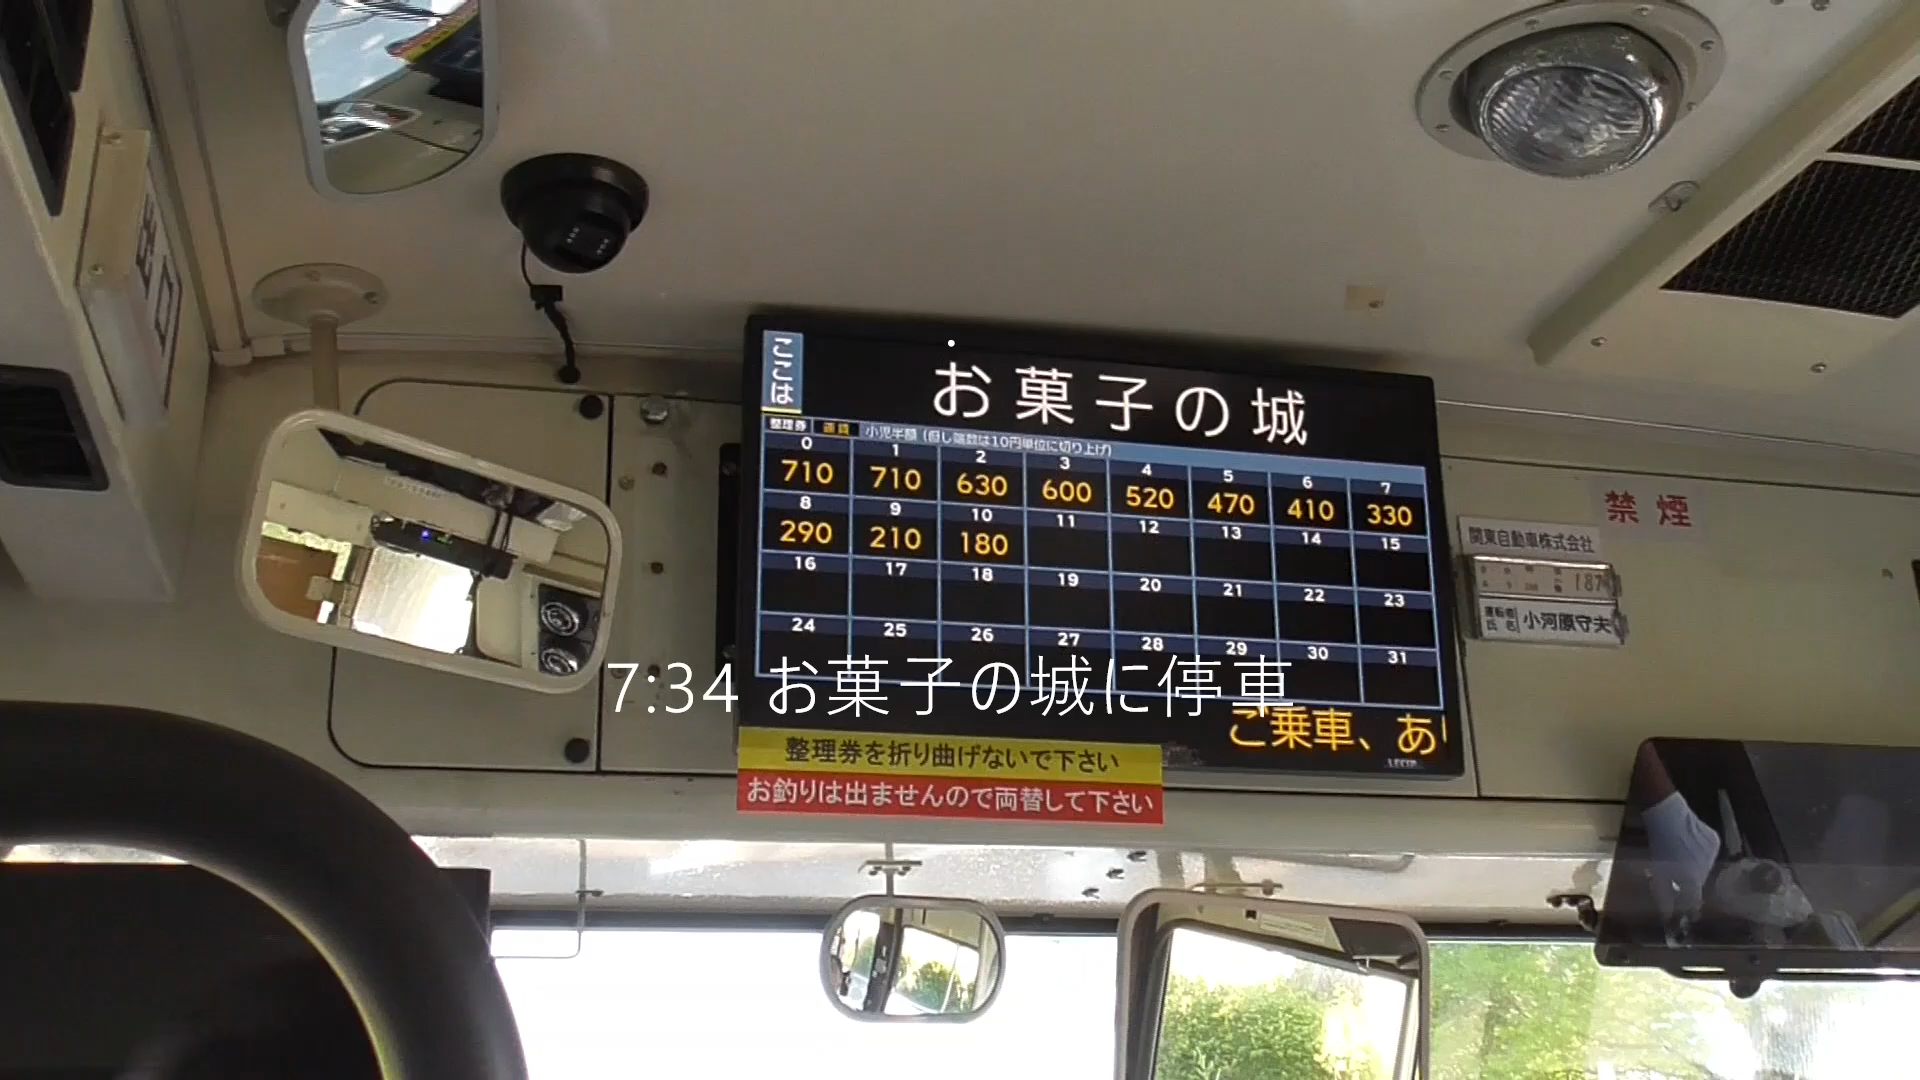 ここは
お菓子の城
整理券 運賃 小児半額 (但し端数は10円単位に切り上げ)
0 1 2 3 4 5 6 7
710 710 630 600 520 470 410 330
8 9 10 11 12 13 14 15
290 210 180
16 17 18 19 20 21 22 23
24 25 26 27 28 29 30 31
7:34 お菓子の城に停車
ご乗車、あり
整理券を折り曲げないで下さい
お釣りは出ませんので両替して下さい
禁煙
関東自動車株式会社
187
運転者氏名 小河原守夫